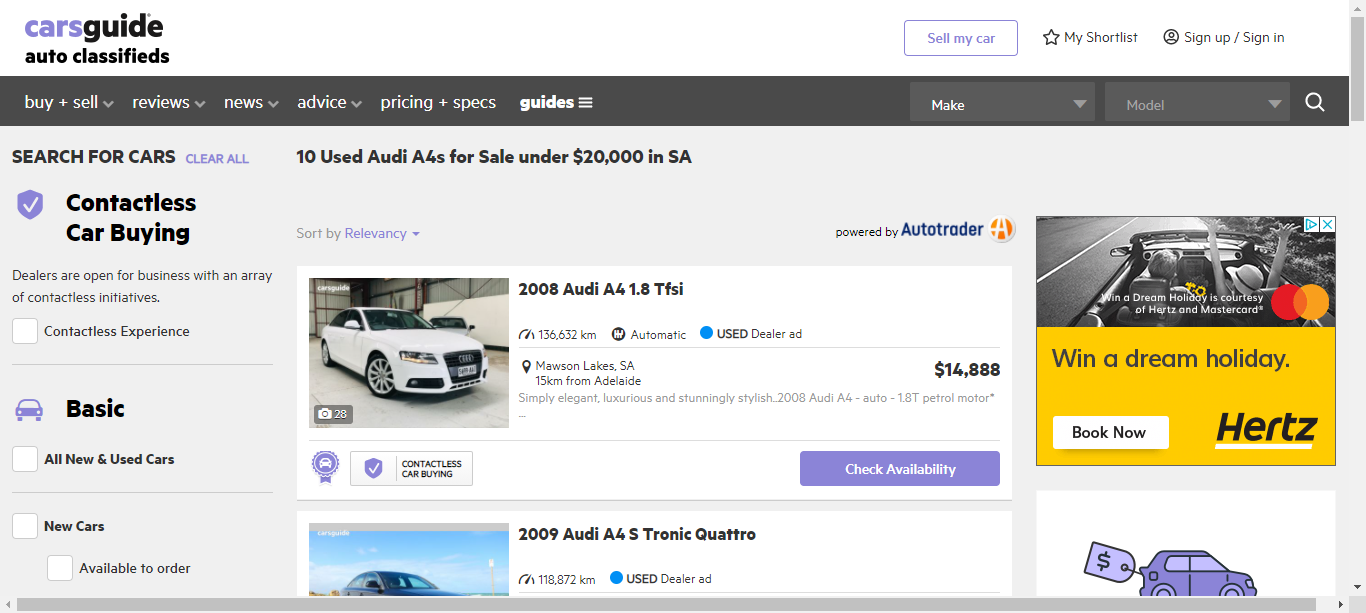 carsguide
auto classifieds
Sell my car
My Shortlist
Sign up / Sign in
buy + sell
reviews
news
advice
pricing + specs
guides
Make
Model
SEARCH FOR CARS CLEAR ALL
10 Used Audi A4s for Sale under $20,000 in SA
Contactless
Car Buying
Dealers are open for business with an array
of contactless initiatives.
Contactless Experience
Basic
All New & Used Cars
New Cars
Available to order
Sort by Relevancy
powered by Autotrader
carsguide
28
2008 Audi A4 1.8 Tfsi
136,632 km
Automatic
USED Dealer ad
Mawson Lakes, SA
15km from Adelaide
$14,888
Simply elegant, luxurious and stunningly stylish...2008 Audi A4 - auto - 1.8T petrol motor*
...
CONTACTLESS
CAR BUYING
Check Availability
carsguide
2009 Audi A4 S Tronic Quattro
118,872 km
USED Dealer ad
Win a Dream Holiday is courtesy
of Hertz and Mastercard®
Win a dream holiday.
Book Now
Hertz
$